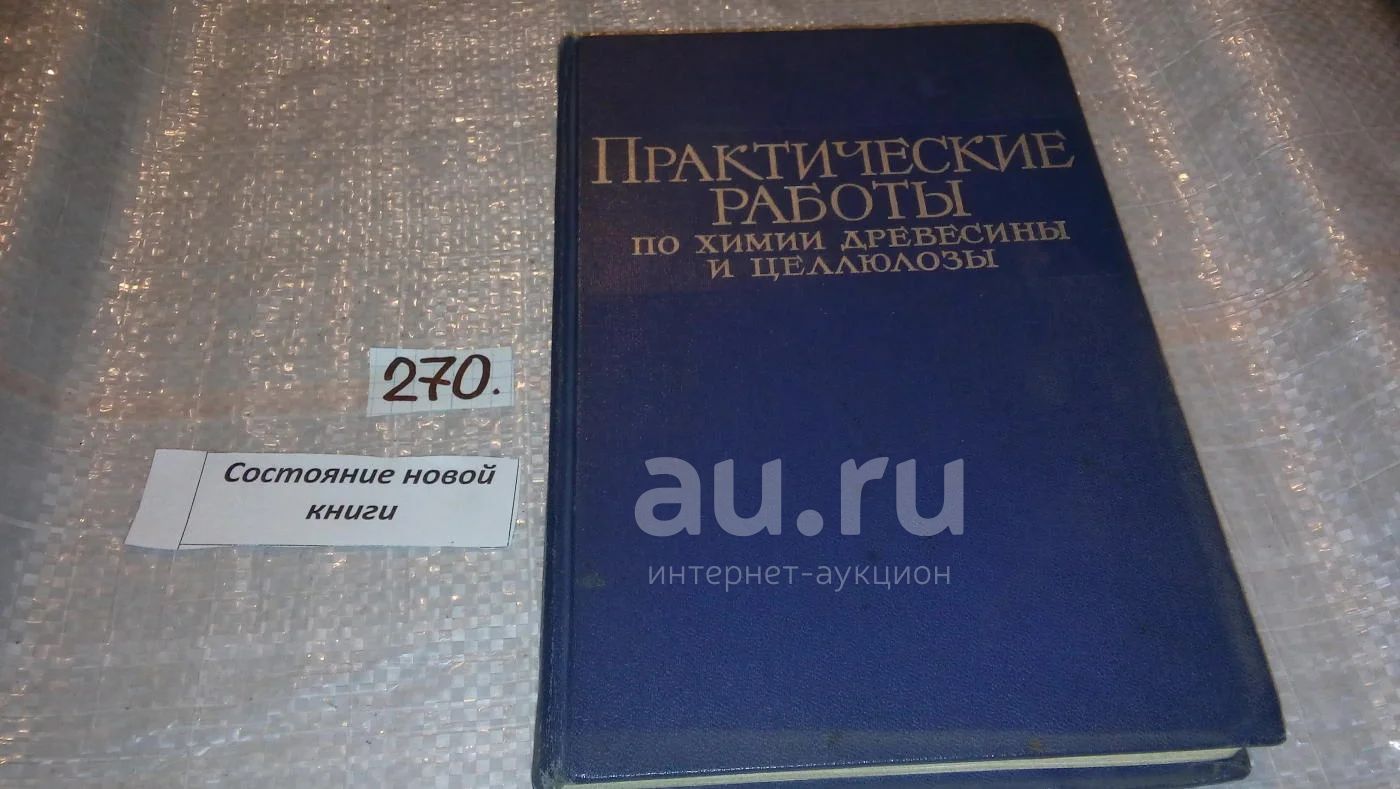 ПРАКТИЧЕСКИЕ
РАБОТЫ
ПО ХИМИИ ДРЕВЕСИНЫ
И ЦЕЛЛЮЛОЗЫ
270.
Состояние новой
книги
au.ru
интернет-аукцион